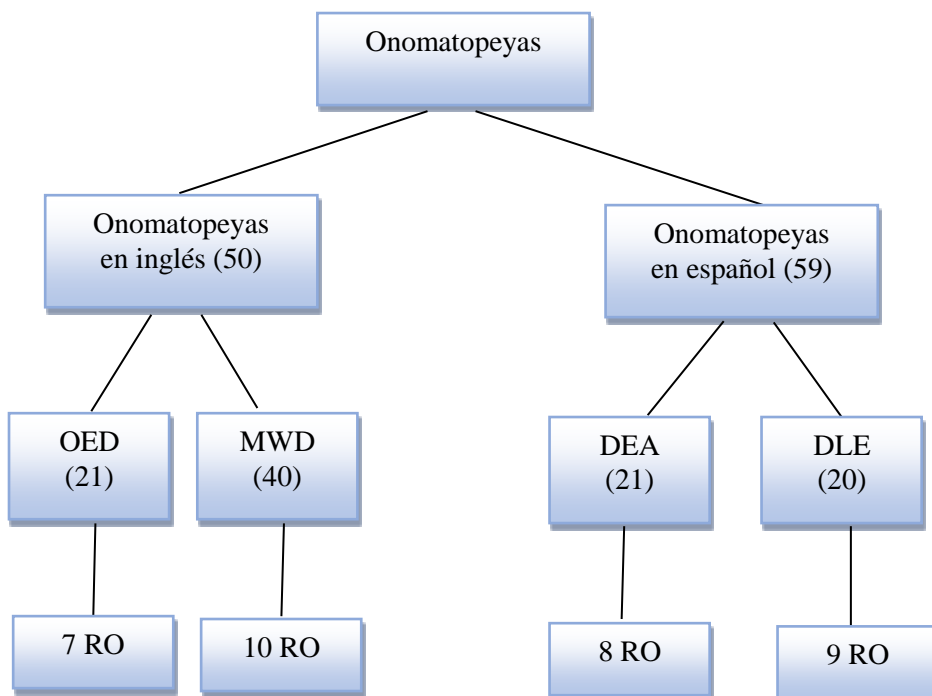 Onomatopeyas
Onomatopeyas
en inglés (50)
Onomatopeyas
en español (59)
OED
(21)
MWD
(40)
DEA
(21)
DLE
(20)
7 RO
10 RO
8 RO
9 RO